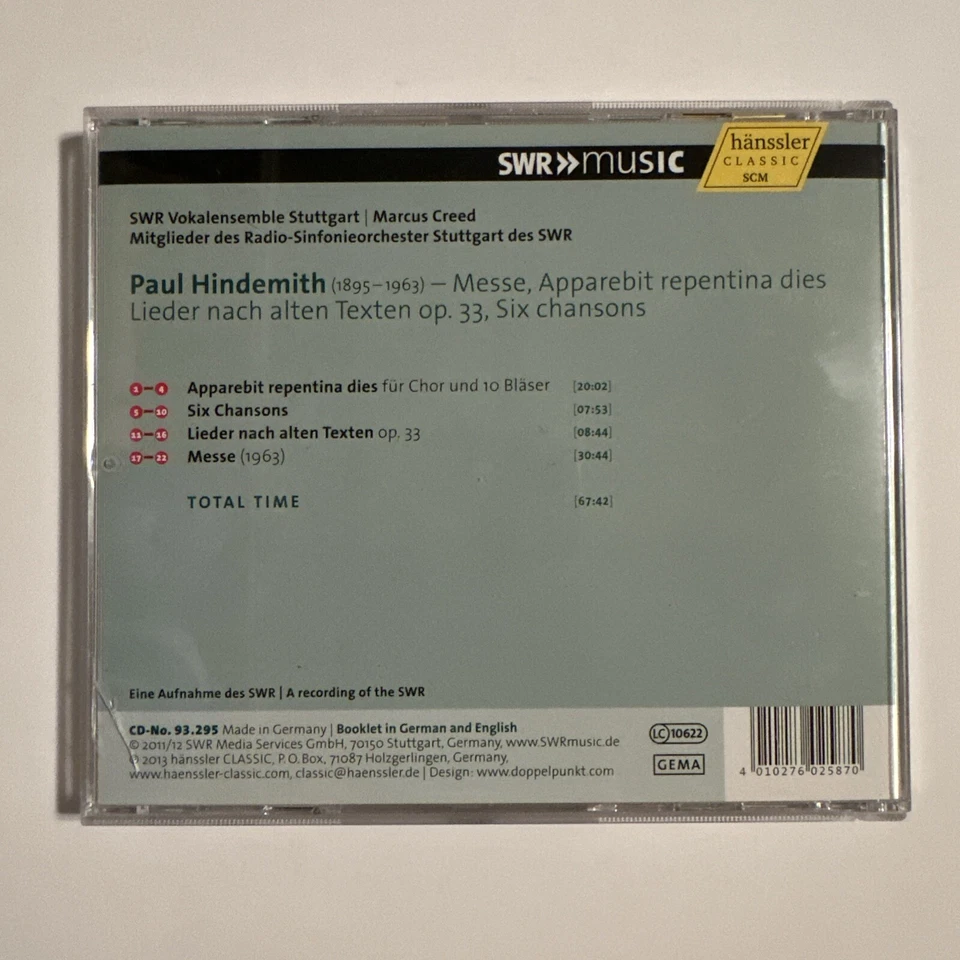 SWR»music
hänssler
CLASSIC
SCM
SWR Vokalensemble Stuttgart | Marcus Creed
Mitglieder des Radio-Sinfonieorchester Stuttgart des SWR
Paul Hindemith (1895–1963) – Messe, Apparebit repentina dies
Lieder nach alten Texten op. 33, Six chansons
1–4 Apparebit repentina dies für Chor und 10 Bläser [20:02]
5–10 Six Chansons [07:53]
11–16 Lieder nach alten Texten op. 33 [08:44]
17–22 Messe (1963) [30:44]
TOTAL TIME [67:42]
Eine Aufnahme des SWR | A recording of the SWR
CD-No. 93.295 Made in Germany | Booklet in German and English
© 2011/12 SWR Media Services GmbH, 70150 Stuttgart, Germany, www.SWRmusic.de
℗ 2013 hänssler CLASSIC, P.O. Box, 71087 Holzgerlingen, Germany,
www.haenssler-classic.com, classic@haenssler.de | Design: www.doppelpunkt.com
LC 10622
GEMA
4 010276 025870